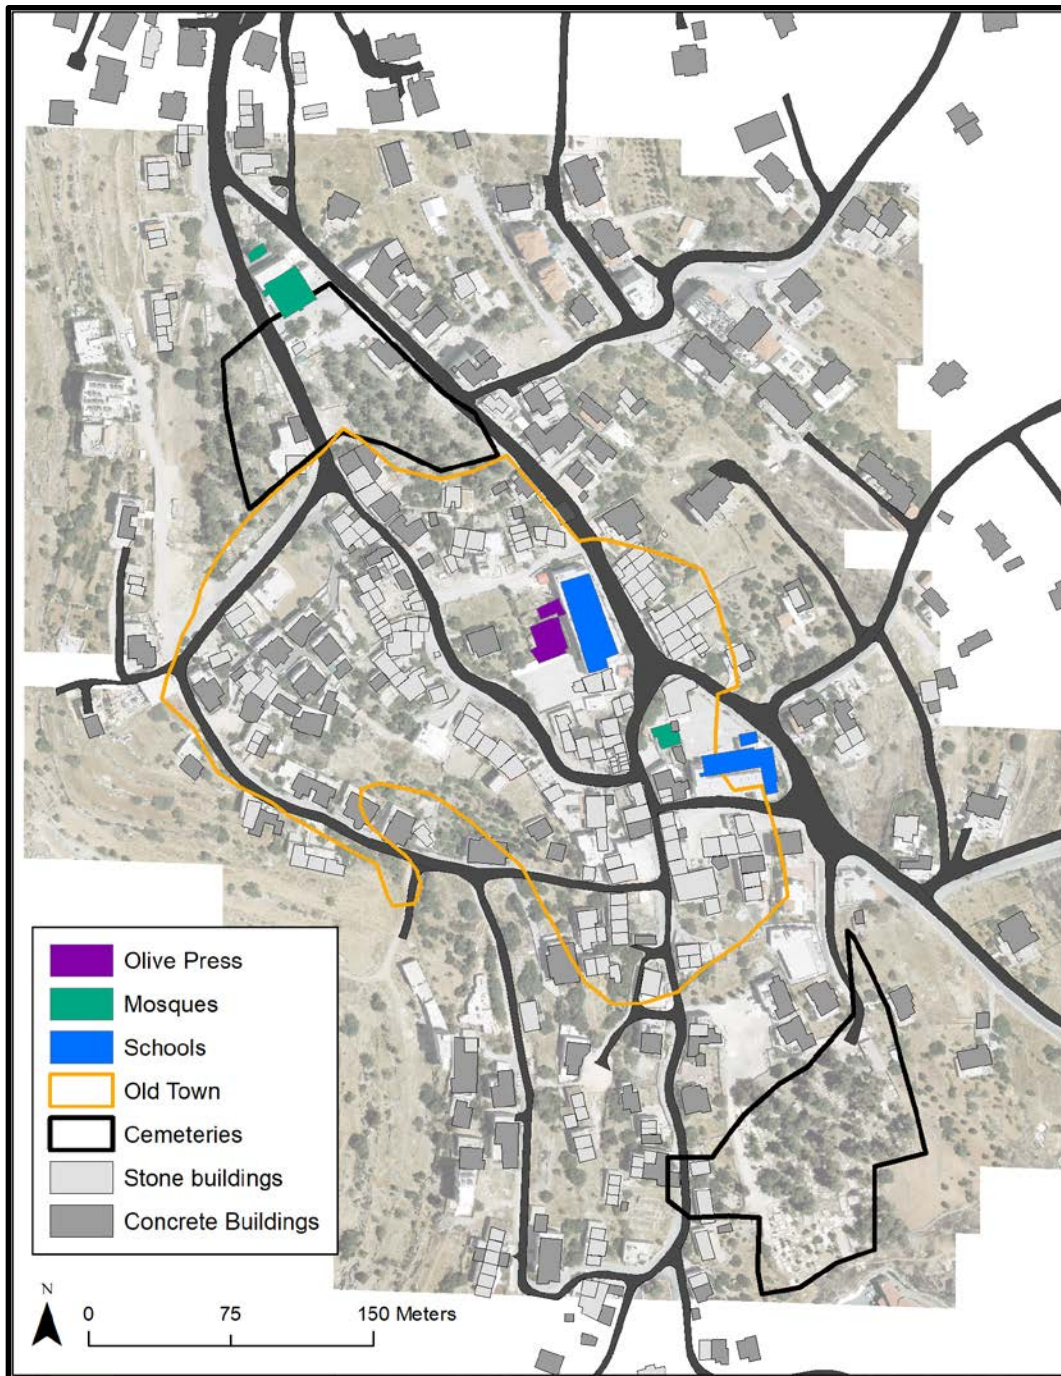 Olive Press
Mosques
Schools
Old Town
Cemeteries
Stone buildings
Concrete Buildings
N
0 75 150 Meters